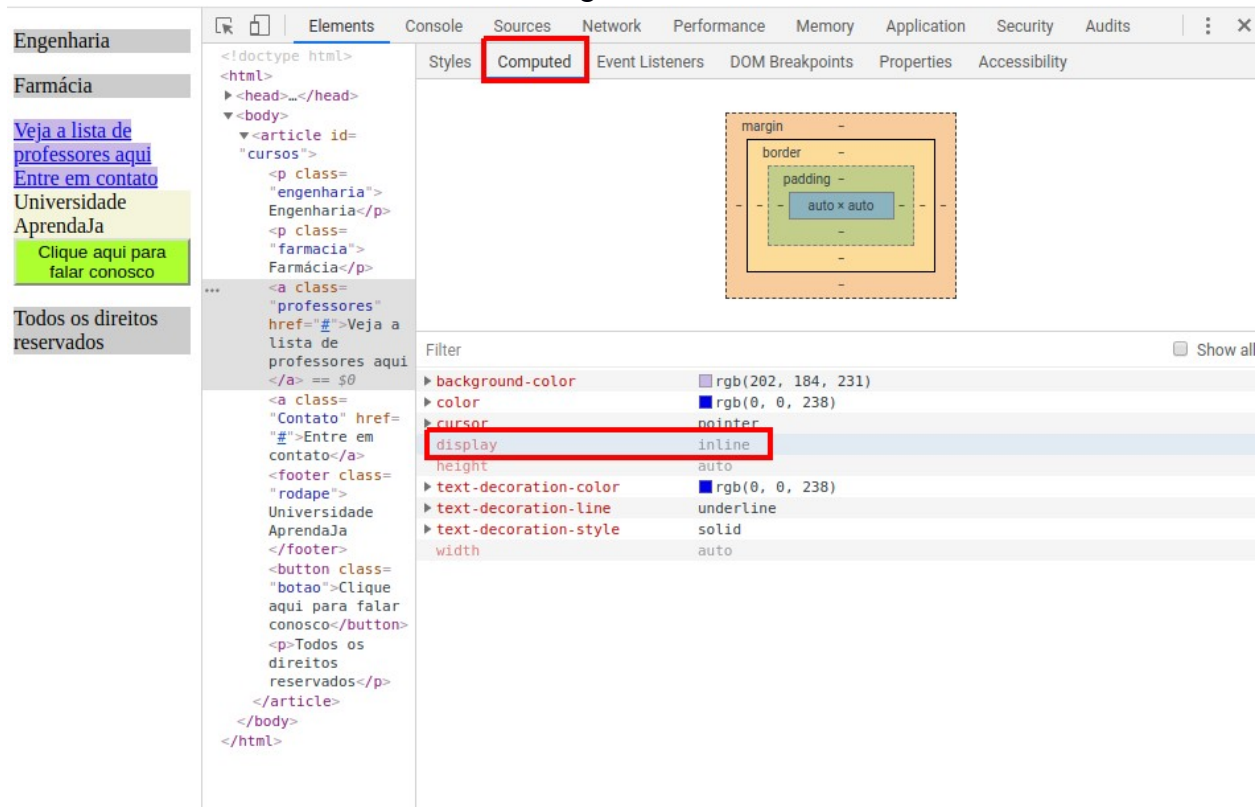 Engenharia
Farmácia
Veja a lista de
professores aqui
Entre em contato
Universidade
AprendaJa
Clique aqui para
falar conosco
Todos os direitos
reservados
Elements Console Sources Network Performance Memory Application Security Audits
<!doctype html>
<html>
<head>…</head>
<body>
<article id=
"cursos">
<p class=
"engenharia">
Engenharia</p>
<p class=
"farmacia">
Farmácia</p>
<a class=
"professores"
href="#">Veja a
lista de
professores aqui
</a> == $0
<a class=
"Contato" href=
"#">Entre em
contato</a>
<footer class=
"rodape">
Universidade
AprendaJa
</footer>
<button class=
"botao">Clique
aqui para falar
conosco</button>
<p>Todos os
direitos
reservados</p>
</article>
</body>
</html>
Styles Computed Event Listeners DOM Breakpoints Properties Accessibility
margin -
border -
padding -
- - - auto × auto - - -
-
-
-
Filter Show all
background-color rgb(202, 184, 231)
color rgb(0, 0, 238)
cursor pointer
display inline
height auto
text-decoration-color rgb(0, 0, 238)
text-decoration-line underline
text-decoration-style solid
width auto